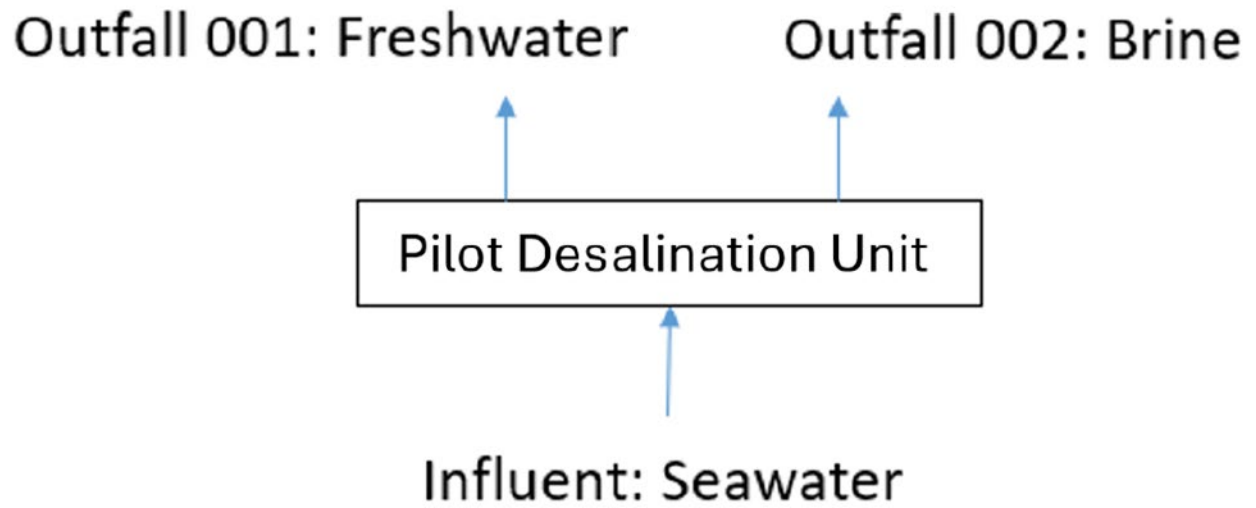 Outfall 001: Freshwater
Outfall 002: Brine
Pilot Desalination Unit
Influent: Seawater